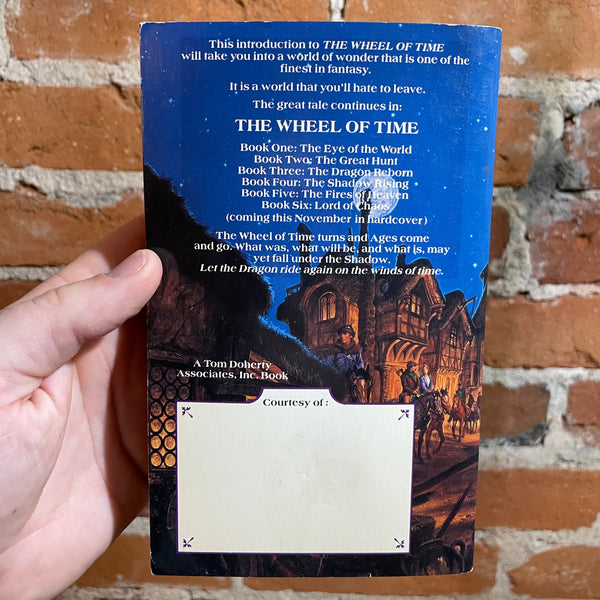 This introduction to THE WHEEL OF TIME
will take you into a world of wonder that is one of the
finest in fantasy.
It is a world that you'll hate to leave.
The great tale continues in:
THE WHEEL OF TIME
Book One: The Eye of the World
Book Two: The Great Hunt
Book Three: The Dragon Reborn
Book Four: The Shadow Rising
Book Five: The Fires of Heaven
Book Six: Lord of Chaos
(coming this November in hardcover)
The Wheel of Time turns and Ages come
and go. What was, what will be, and what is, may
yet fall under the Shadow.
Let the Dragon ride again on the winds of time.
A Tom Doherty
Associates, Inc. Book
Courtesy of :